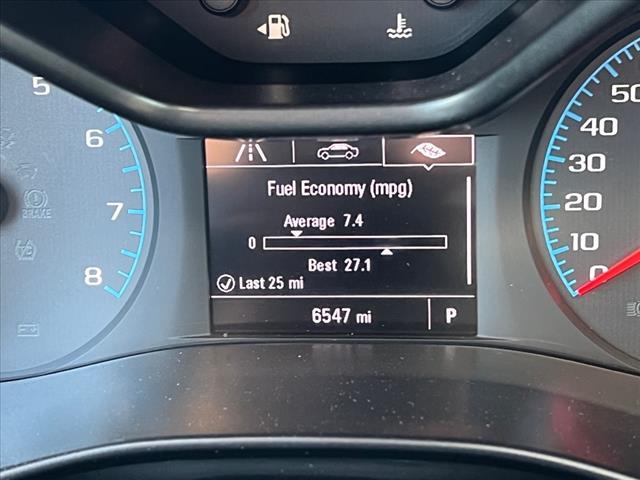 5
6
7
8
BRAKE
Fuel Economy (mpg)
Average 7.4
0
Best 27.1
Last 25 mi
6547 mi P
50
40
30
20
10
0